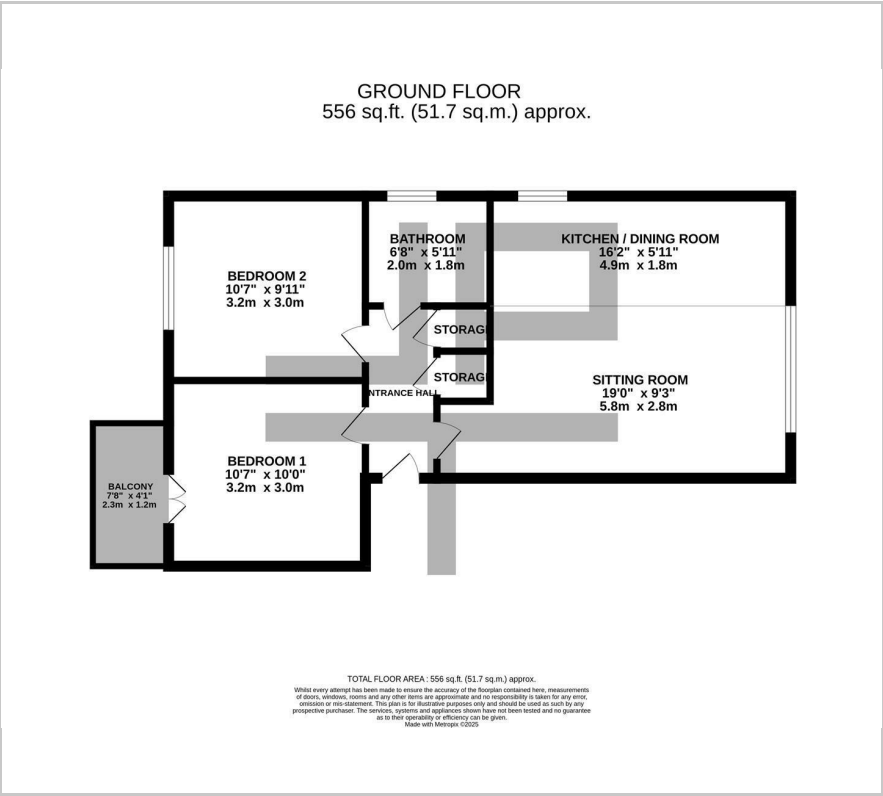 GROUND FLOOR
556 sq.ft. (51.7 sq.m.) approx.
BATHROOM
6'8" x 5'11"
2.0m x 1.8m
KITCHEN / DINING ROOM
16'2" x 5'11"
4.9m x 1.8m
BEDROOM 2
10'7" x 9'11"
3.2m x 3.0m
STORAGE
STORAGE
ENTRANCE HALL
SITTING ROOM
19'0" x 9'3"
5.8m x 2.8m
BEDROOM 1
10'7" x 10'0"
3.2m x 3.0m
BALCONY
7'8" x 4'1"
2.3m x 1.2m
TOTAL FLOOR AREA : 556 sq.ft. (51.7 sq.m.) approx.
Whilst every attempt has been made to ensure the accuracy of the floorplan contained here, measurements
of doors, windows, rooms and any other items are approximate and no responsibility is taken for any error,
omission or mis-statement. This plan is for illustrative purposes only and should be used as such by any
prospective purchaser. The services, systems and appliances shown have not been tested and no guarantee
as to their operability or efficiency can be given.
Made with Metropix ©2025